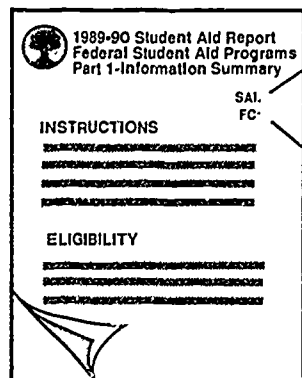 1989-90 Student Aid Report
Federal Student Aid Programs
Part 1-Information Summary
SAI.
FC-
INSTRUCTIONS
ELIGIBILITY